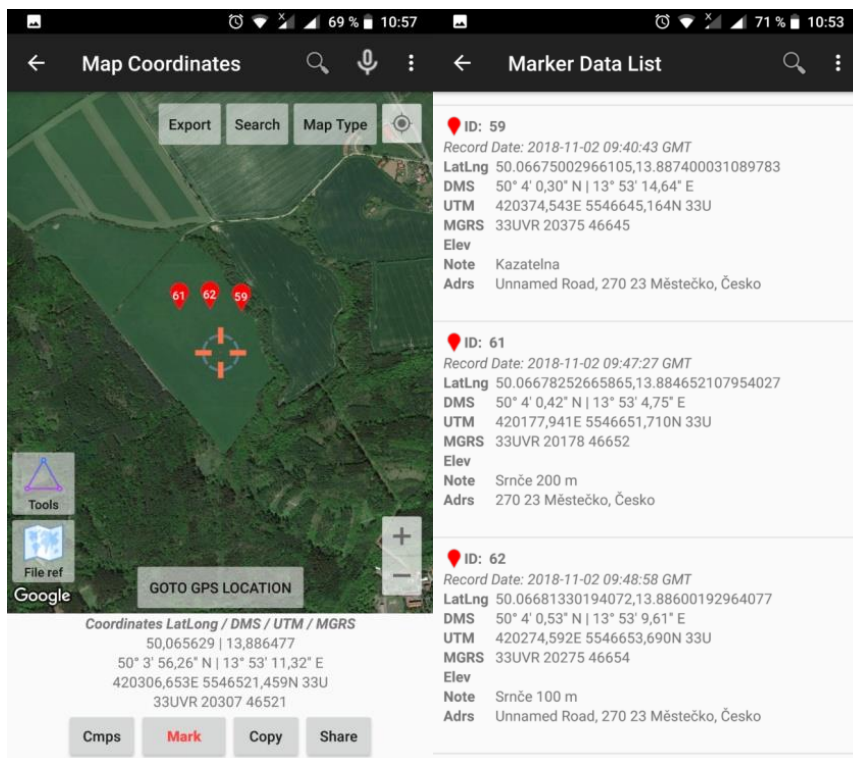 69 % 10:57
Map Coordinates
Export
Search
Map Type
61
62
59
Tools
File ref
Google
GOTO GPS LOCATION
+
−
Coordinates LatLong / DMS / UTM / MGRS
50,065629 | 13,886477
50° 3' 56,26" N | 13° 53' 11,32" E
420306,653E 5546521,459N 33U
33UVR 20307 46521
Cmps
Mark
Copy
Share
71 % 10:53
Marker Data List
ID: 59
Record Date: 2018-11-02 09:40:43 GMT
LatLng 50.06675002966105,13.887400031089783
DMS 50° 4' 0,30" N | 13° 53' 14,64" E
UTM 420374,543E 5546645,164N 33U
MGRS 33UVR 20375 46645
Elev
Note Kazatelna
Adrs Unnamed Road, 270 23 Městečko, Česko
ID: 61
Record Date: 2018-11-02 09:47:27 GMT
LatLng 50.06678252665865,13.884652107954027
DMS 50° 4' 0,42" N | 13° 53' 4,75" E
UTM 420177,941E 5546651,710N 33U
MGRS 33UVR 20178 46652
Elev
Note Srnče 200 m
Adrs 270 23 Městečko, Česko
ID: 62
Record Date: 2018-11-02 09:48:58 GMT
LatLng 50.06681330194072,13.88600192964077
DMS 50° 4' 0,53" N | 13° 53' 9,61" E
UTM 420274,592E 5546653,690N 33U
MGRS 33UVR 20275 46654
Elev
Note Srnče 100 m
Adrs Unnamed Road, 270 23 Městečko, Česko